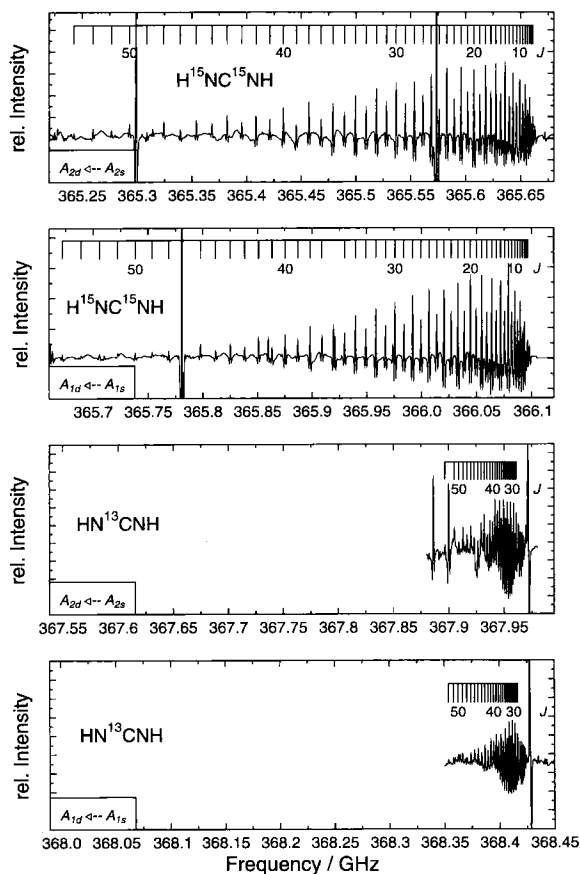 rel. Intensity
50 40 30 20 10 J
H¹⁵NC¹⁵NH
A₂d <-- A₂s
365.25 365.3 365.35 365.4 365.45 365.5 365.55 365.6 365.65
rel. Intensity
50 40 30 20 10 J
H¹⁵NC¹⁵NH
A₁d <-- A₁s
365.7 365.75 365.8 365.85 365.9 365.95 366.0 366.05 366.1
rel. Intensity
50 40 30 J
HN¹³CNH
A₂d <-- A₂s
367.55 367.6 367.65 367.7 367.75 367.8 367.85 367.9 367.95
rel. Intensity
50 40 30 J
HN¹³CNH
A₁d <-- A₁s
368.0 368.05 368.1 368.15 368.2 368.25 368.3 368.35 368.4 368.45
Frequency / GHz